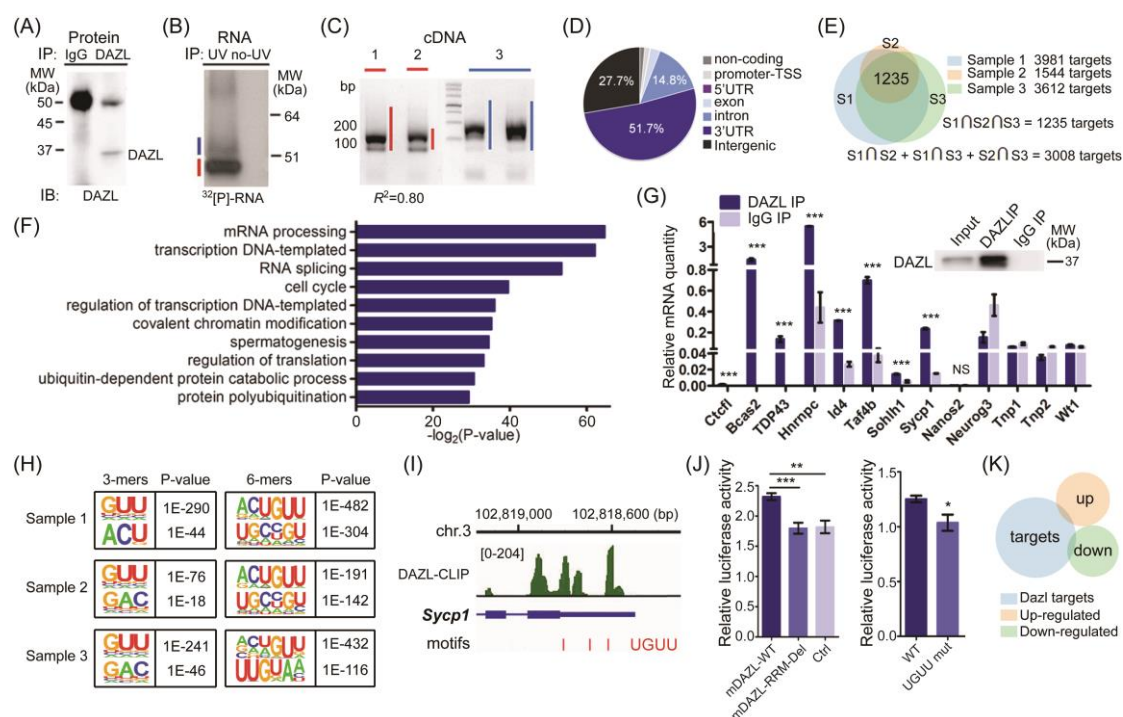 (A)
Protein
IP: IgG DAZL
MW
(kDa)
50
45
37
DAZL
IB: DAZL
(B)
RNA
IP: UV no-UV
MW
(kDa)
64
51
32[P]-RNA
(C)
cDNA
1 2 3
bp
200
100
R2=0.80
(D)
27.7%
14.8%
51.7%
non-coding
promoter-TSS
5'UTR
exon
intron
3'UTR
Intergenic
(E)
S2
1235
S1
S3
Sample 1 3981 targets
Sample 2 1544 targets
Sample 3 3612 targets
S1∩S2∩S3 = 1235 targets
S1∩S2 + S1∩S3 + S2∩S3 = 3008 targets
(F)
mRNA processing
transcription DNA-templated
RNA splicing
cell cycle
regulation of transcription DNA-templated
covalent chromatin modification
spermatogenesis
regulation of translation
ubiquitin-dependent protein catabolic process
protein polyubiquitination
0 20 40 60
-log2(P-value)
(G)
DAZL IP
IgG IP
Relative mRNA quantity
6
3
0.8
0.6
0.4
0.2
0.04
0.02
0.00
*** *** *** *** *** *** *** *** NS
Ctcfl Bcas2 TDP43 Hnrnpc Id4 Taf4b Sohlh1 Sycp1 Nanos2 Neurog3 Tnp1 Tnp2 Wt1
Input DAZLIP IgG IP
MW
(kDa)
DAZL
37
(H)
3-mers P-value 6-mers P-value
Sample 1
GUU 1E-290 ACUGUU 1E-482
ACU 1E-44 UGCCGU 1E-304
Sample 2
GUU 1E-76 ACUGUU 1E-191
GAC 1E-18 UGCCGU 1E-142
Sample 3
GUU 1E-241 ACUGUU 1E-432
GAC 1E-46 UUGUAA 1E-116
(I)
102,819,000 102,818,600 (bp)
chr.3
[0-204]
DAZL-CLIP
Sycp1
motifs
UGUU
(J)
Relative luciferase activity
2.5
2.0
1.5
1.0
0.5
0.0
**
***
mDAZL-WT
mDAZL-RRM-Del
Ctrl
Relative luciferase activity
1.5
1.0
0.5
0.0
*
WT
UGUU mut
(K)
up
targets
down
Dazl targets
Up-regulated
Down-regulated